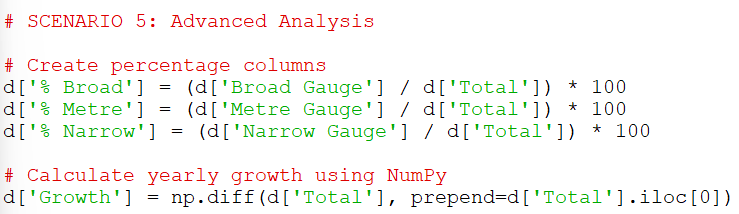 # SCENARIO 5: Advanced Analysis
# Create percentage columns
d['% Broad'] = (d['Broad Gauge'] / d['Total']) * 100
d['% Metre'] = (d['Metre Gauge'] / d['Total']) * 100
d['% Narrow'] = (d['Narrow Gauge'] / d['Total']) * 100
# Calculate yearly growth using NumPy
d['Growth'] = np.diff(d['Total'], prepend=d['Total'].iloc[0])